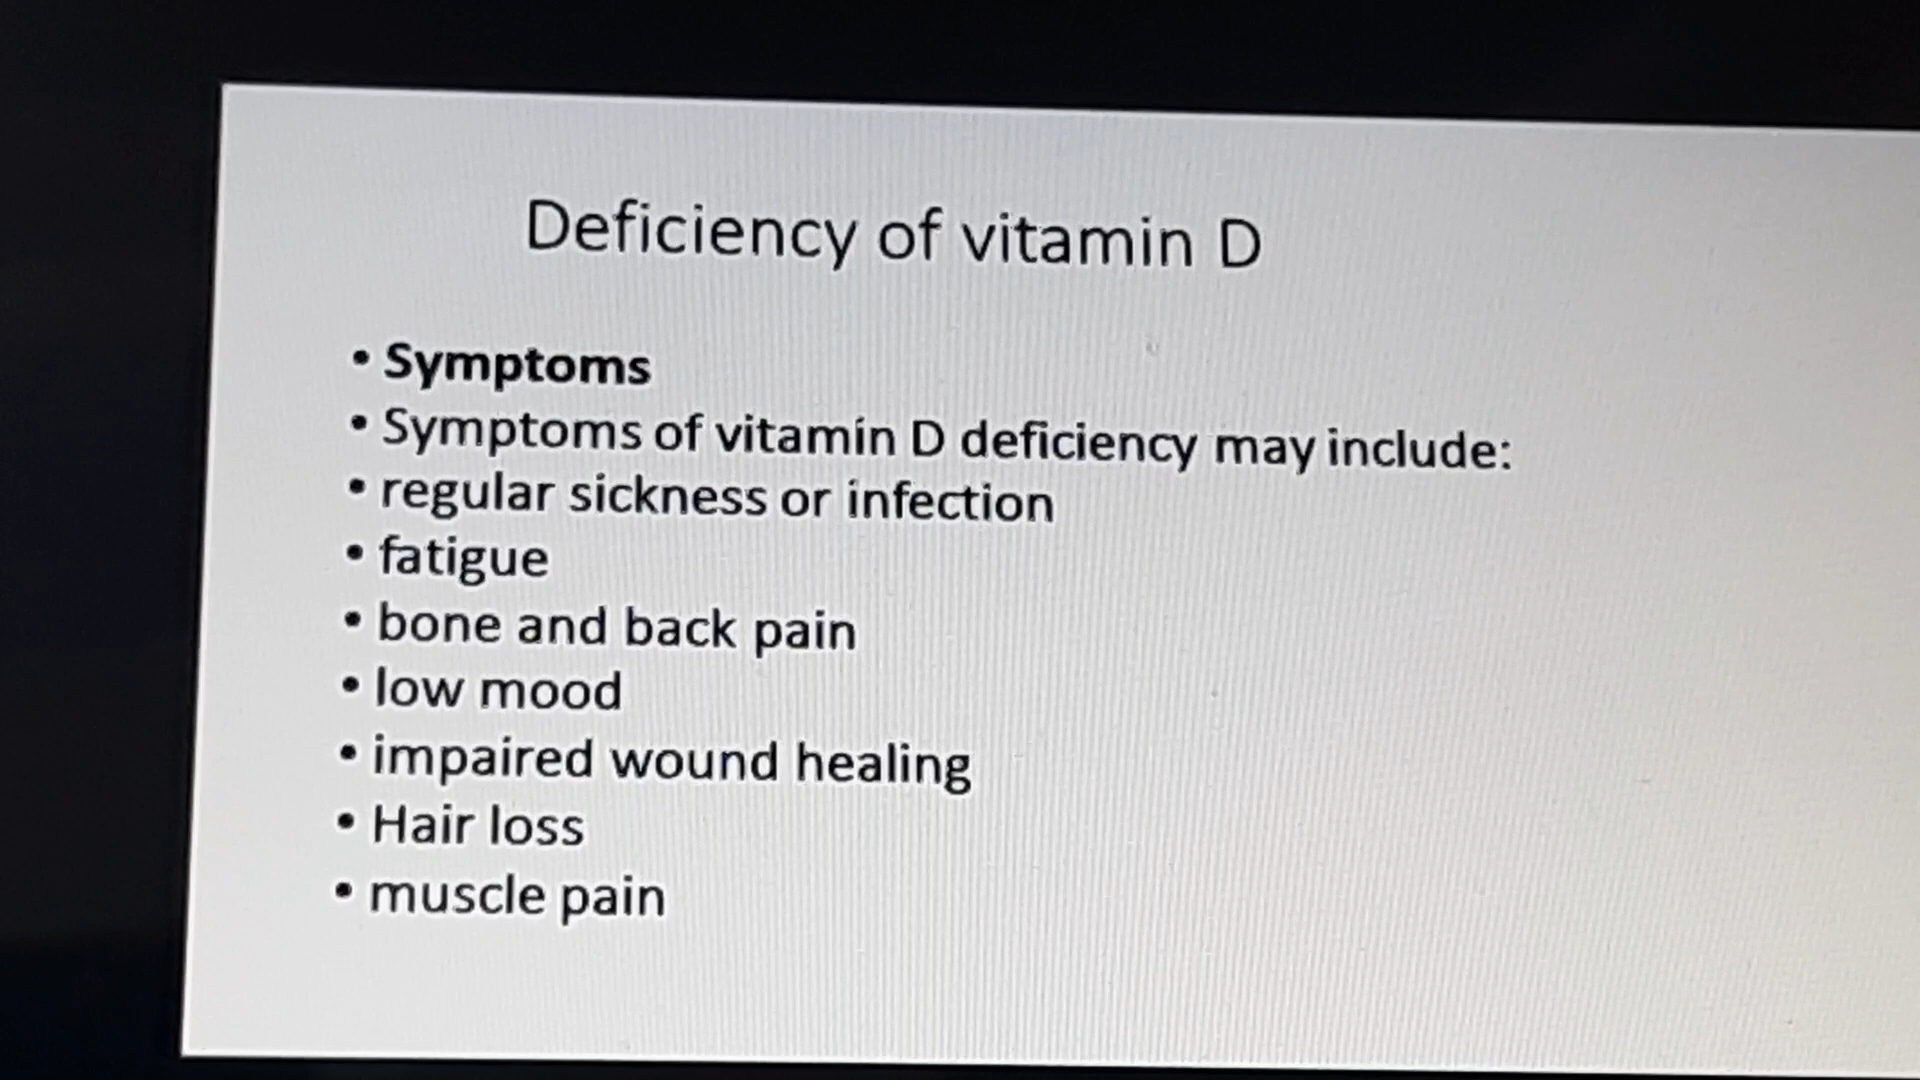 Deficiency of vitamin D
• Symptoms
• Symptoms of vitamin D deficiency may include:
• regular sickness or infection
• fatigue
• bone and back pain
• low mood
• impaired wound healing
• Hair loss
• muscle pain